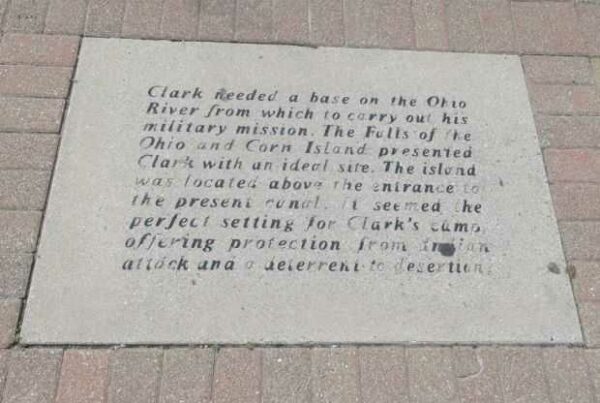 Clark needed a base on the Ohio
River from which to carry out his
military mission. The Falls of the
Ohio and Corn Island presented
Clark with an ideal site. The island
was located above the entrance to
the present canal. It seemed the
perfect setting for Clark's camp,
offering protection from Indian
attack and a deterrent to desertion.